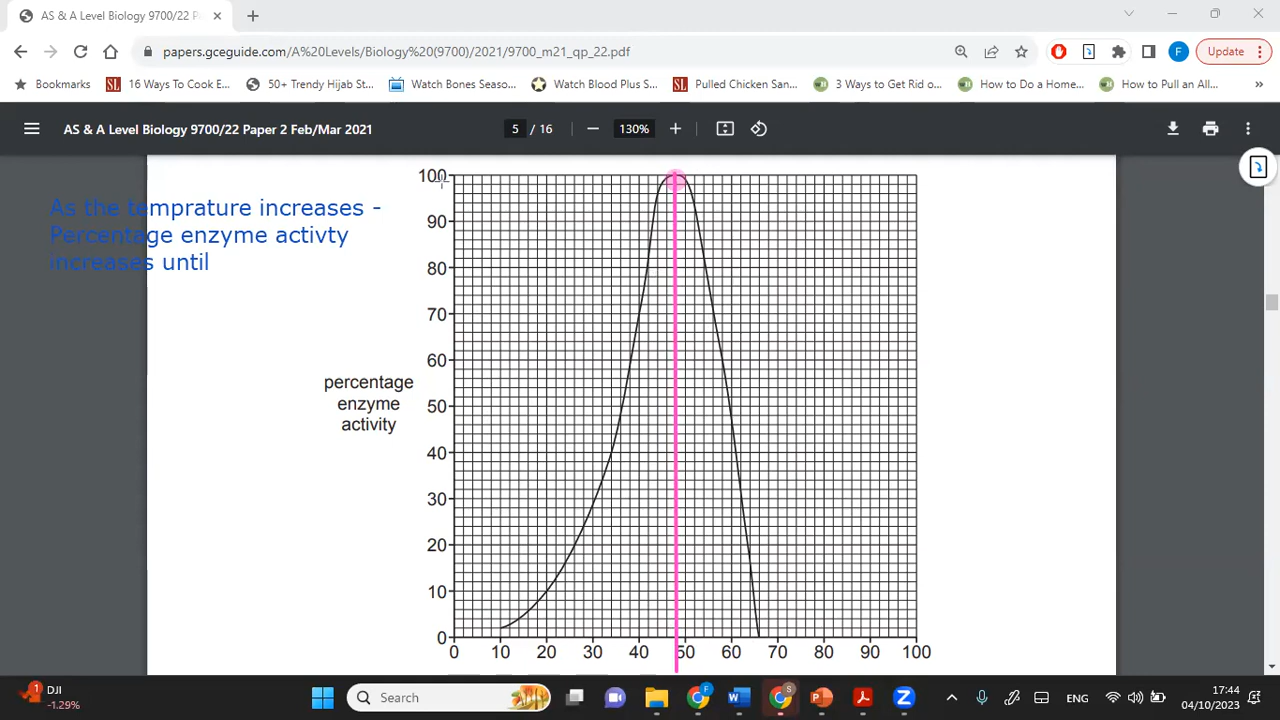 AS & A Level Biology 9700/22 P
papers.gceguide.com/A%20Levels/Biology%20(9700)/2021/9700_m21_qp_22.pdf
F
Update
Bookmarks
SL
16 Ways To Cook E...
50+ Trendy Hijab St...
Watch Bones Seaso...
Watch Blood Plus S...
SL
Pulled Chicken San...
3 Ways to Get Rid o...
How to Do a Home...
How to Pull an All...
»
AS & A Level Biology 9700/22 Paper 2 Feb/Mar 2021
5 / 16
130%
As the temprature increases -
Percentage enzyme activty
increases until
100
90
80
70
60
50
40
30
20
10
0
percentage
enzyme
activity
0 10 20 30 40 50 60 70 80 90 100
1
DJI
-1.29%
Search
F
S
ENG
17:44
04/10/2023